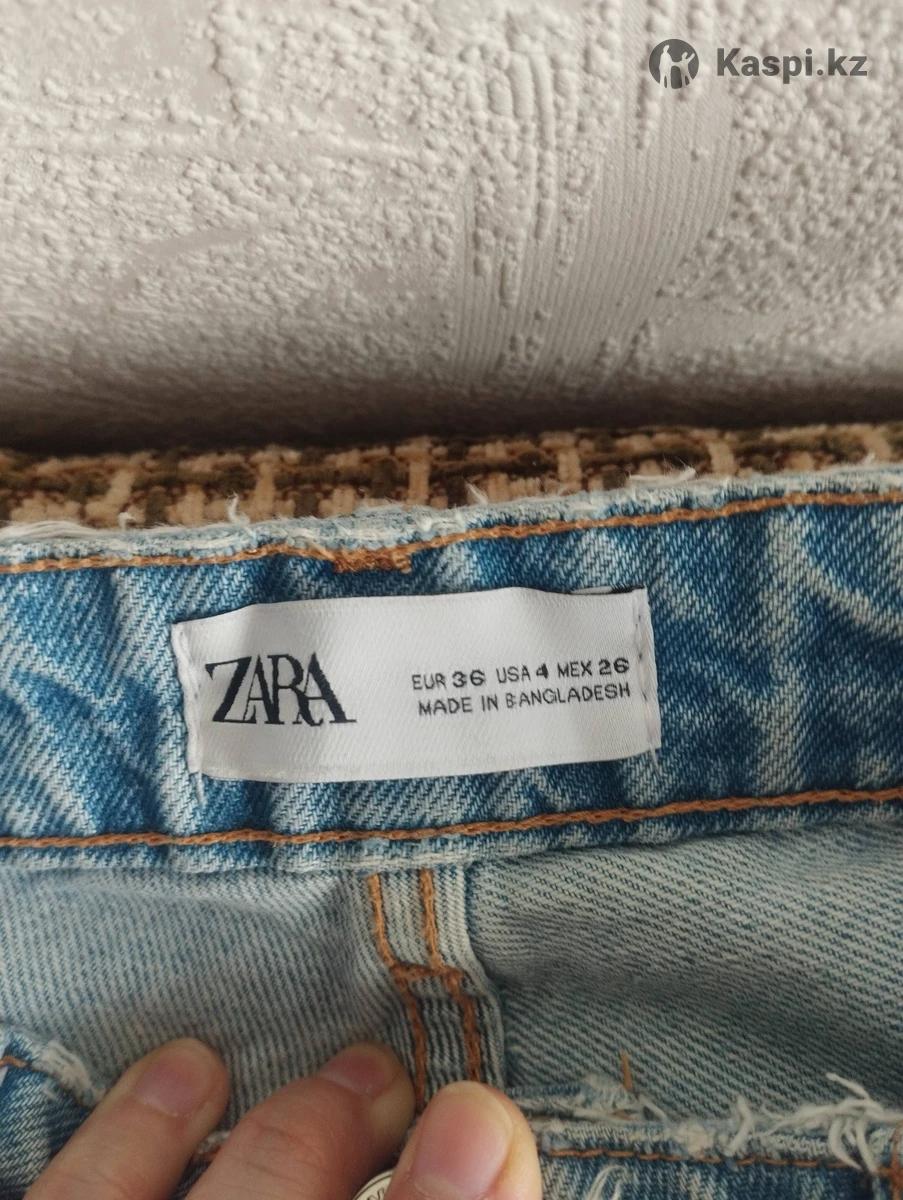 Kaspi.kz
ZARA
EUR 36 USA 4 MEX 26
MADE IN BANGLADESH